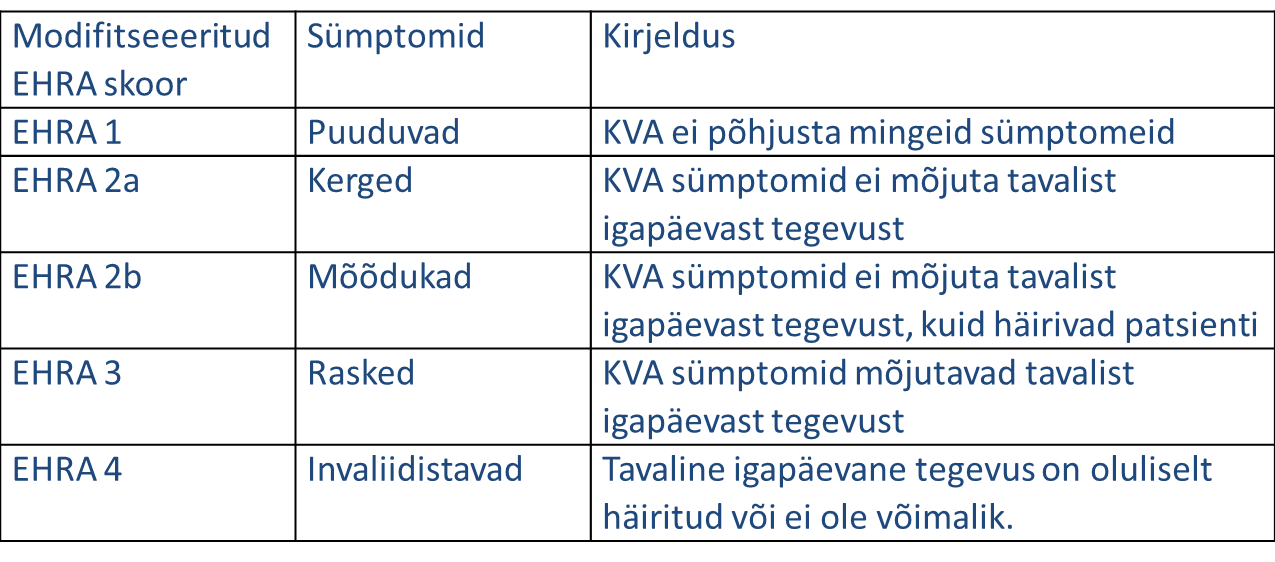 Modifitseeeritud EHRA skoor Sümptomid Kirjeldus
EHRA 1 Puuduvad KVA ei põhjusta mingeid sümptomeid
EHRA 2a Kerged KVA sümptomid ei mõjuta tavalist
igapäevast tegevust
EHRA 2b Mõõdukad KVA sümptomid ei mõjuta tavalist
igapäevast tegevust, kuid häirivad patsienti
EHRA 3 Rasked KVA sümptomid mõjutavad tavalist
igapäevast tegevust
EHRA 4 Invaliidistavad Tavaline igapäevane tegevus on oluliselt
häiritud või ei ole võimalik.